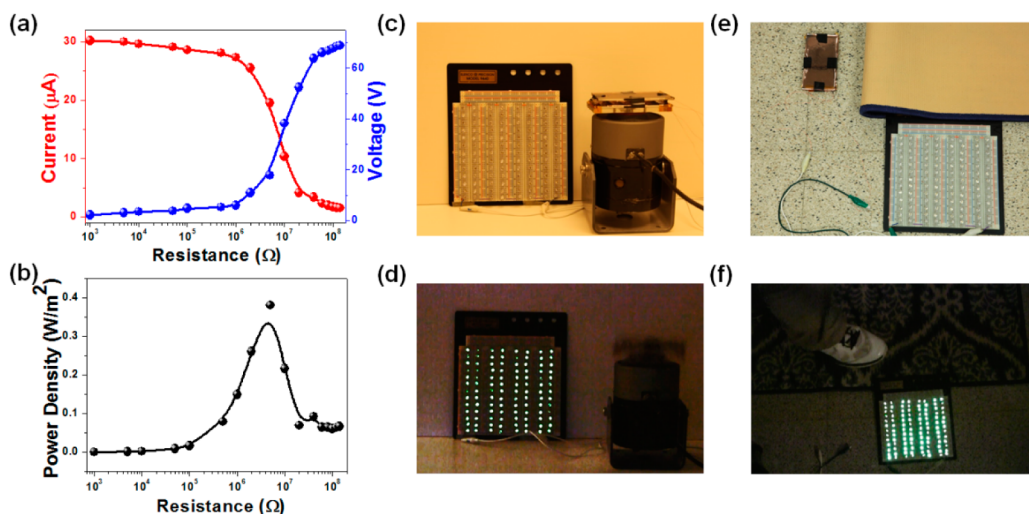 (a)
30
20
10
0
Current (μA)
60
40
20
0
Voltage (V)
10³ 10⁴ 10⁵ 10⁶ 10⁷ 10⁸
Resistance (Ω)
(b)
0.4
0.3
0.2
0.1
0.0
Power Density (W/m²)
10³ 10⁴ 10⁵ 10⁶ 10⁷ 10⁸
Resistance (Ω)
(c)
(d)
(e)
(f)